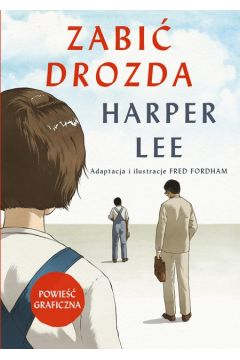 ZABIĆ
DROZDA
HARPER
LEE
Adaptacja i ilustracje FRED FORDHAM
POWIEŚĆ
GRAFICZNA